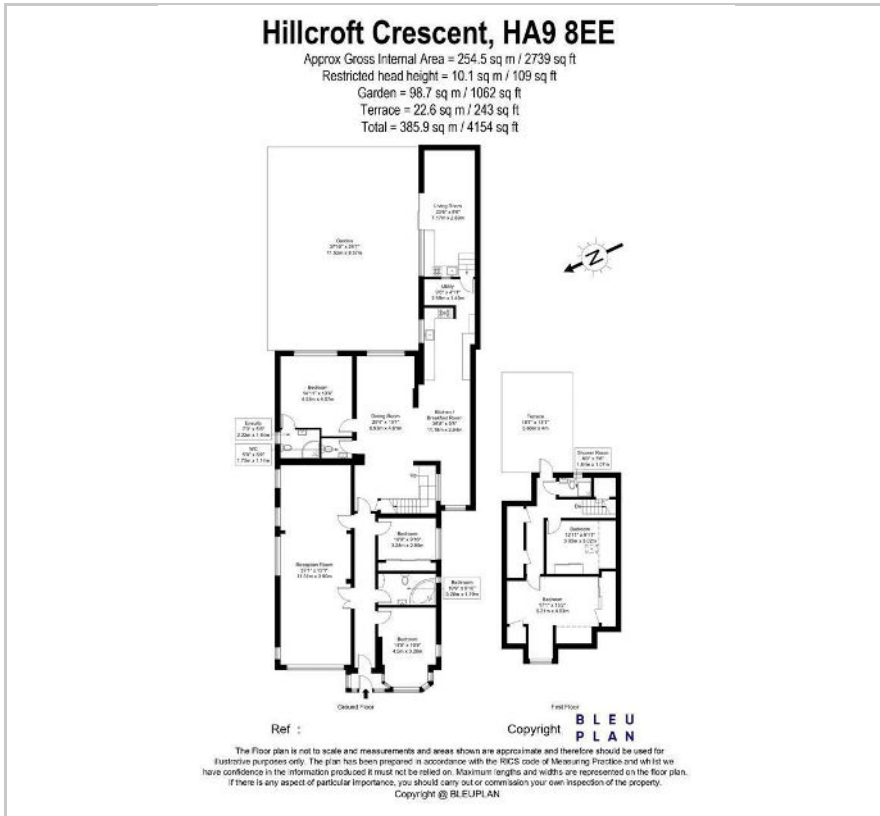 Hillcroft Crescent, HA9 8EE
Approx Gross Internal Area = 254.5 sq m / 2739 sq ft
Restricted head height = 10.1 sq m / 109 sq ft
Garden = 98.7 sq m / 1062 sq ft
Terrace = 22.6 sq m / 243 sq ft
Total = 385.9 sq m / 4154 sq ft
Living Room
Garden
Utility
N
Bedroom
Dining Room
Kitchen /
Breakfast Room
Ensuite
WC
Terrace
Shower Room
Bedroom
Reception Room
Bedroom
Bedroom
Bedroom
Bedroom
Ground Floor
First Floor
Ref :
Copyright
BLEU
PLAN
The Floor plan is not to scale and measurements and areas shown are approximate and therefore should be used for
illustrative purposes only. The plan has been prepared in accordance with the RICS code of Measuring Practice and whilst we
have confidence in the information produced it must not be relied on. Maximum lengths and widths are represented on the floor plan.
If there is any aspect of particular importance, you should carry out or commission your own inspection of the property.
Copyright @ BLEUPLAN